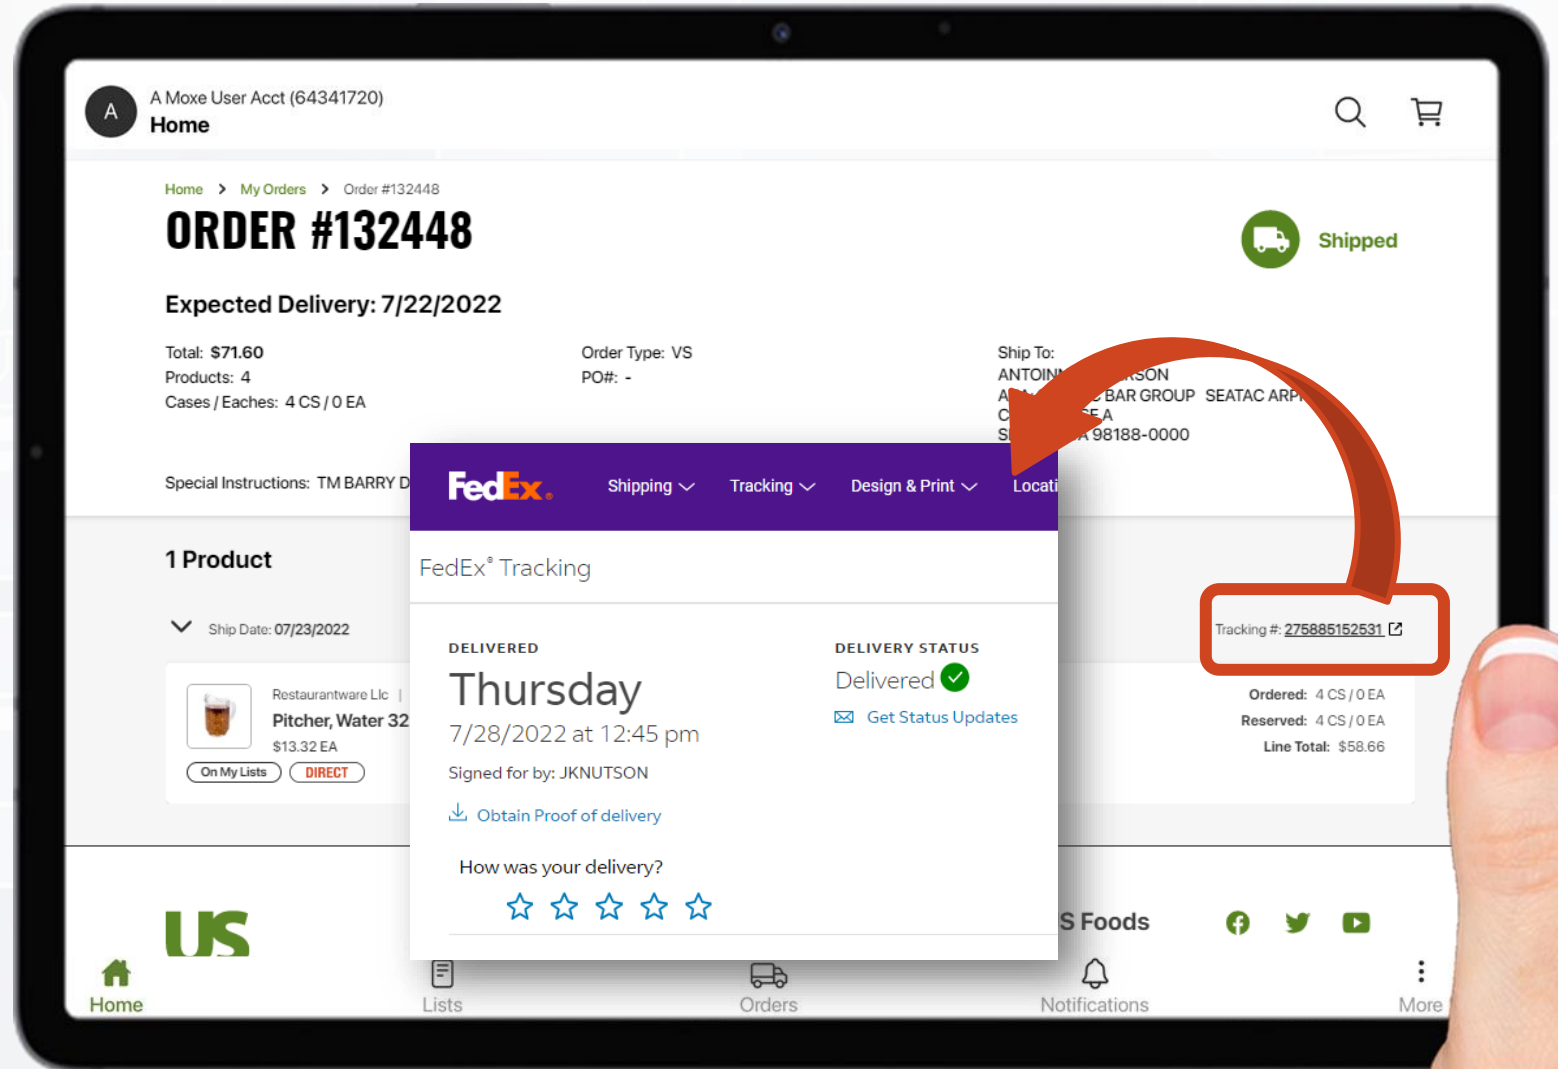 A
A Moxe User Acct (64341720)
Home
Home > My Orders > Order #132448
ORDER #132448
Shipped
Expected Delivery: 7/22/2022
Total: $71.60
Products: 4
Cases / Eaches: 4 CS / 0 EA
Order Type: VS
PO#: -
Ship To:
BAR GROUP SEATAC
98188-0000
Special Instructions: TM BARRY
FedEx®
Shipping
Tracking
Design & Print
FedEx® Tracking
DELIVERED
Thursday
7/28/2022 at 12:45 pm
Signed for by: JKNUTSON
Obtain Proof of delivery
How was your delivery?
DELIVERY STATUS
Delivered
Get Status Updates
1 Product
Ship Date: 07/23/2022
Tracking #: 275885152531
Restaurantware Llc |
Pitcher, Water 32
$13.32 EA
On My Lists
DIRECT
Ordered: 4 CS / 0 EA
Reserved: 4 CS / 0 EA
Line Total: $58.66
US
S Foods
Home
Lists
Orders
Notifications
More